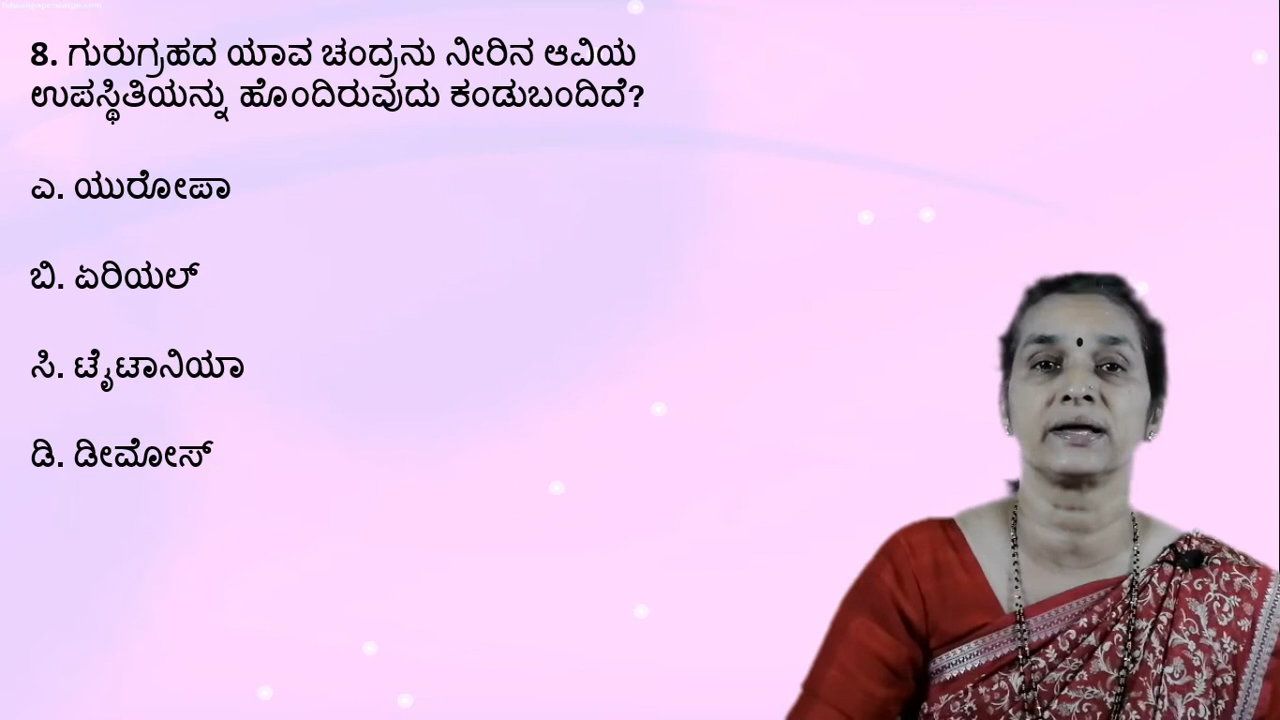 8. ಗುರುಗ್ರಹದ ಯಾವ ಚಂದ್ರನು ನೀರಿನ ಆವಿಯ
ಉಪಸ್ಥಿತಿಯನ್ನು ಹೊಂದಿರುವುದು ಕಂಡುಬಂದಿದೆ?
ಎ. ಯುರೋಪಾ
ಬಿ. ಏರಿಯಲ್
ಸಿ. ಟೈಟಾನಿಯಾ
ಡಿ. ಡೀಮೋಸ್